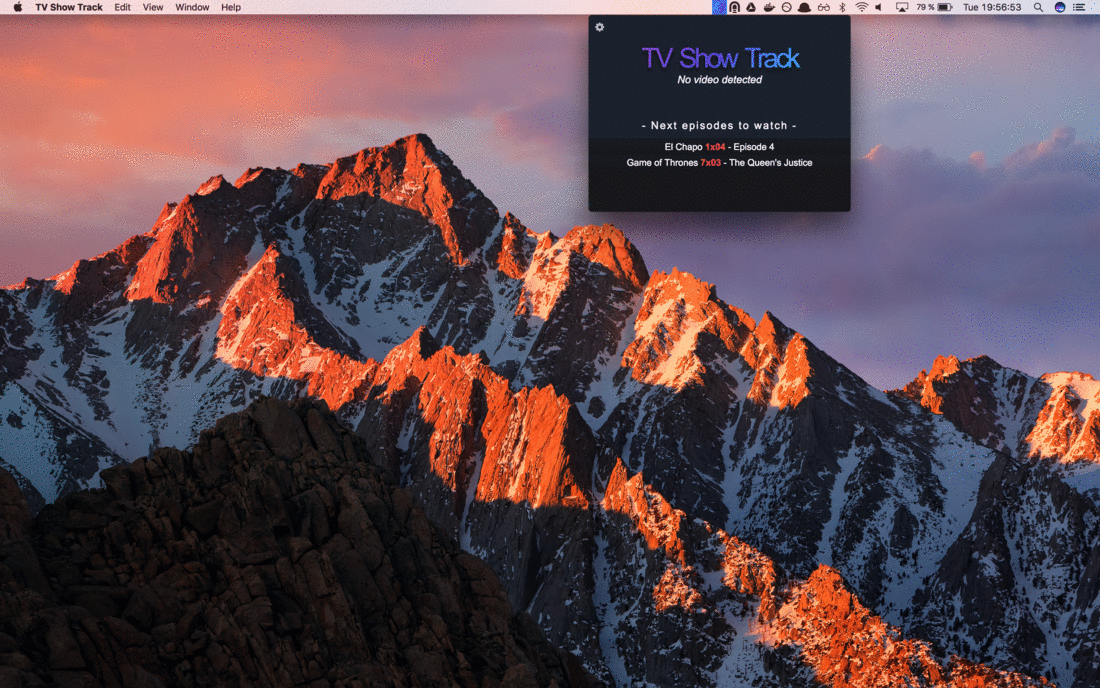 TV Show Track Edit View Window Help 79 % Tue 19:56:53
TV Show Track
No video detected
- Next episodes to watch -
El Chapo 1x04 - Episode 4
Game of Thrones 7x03 - The Queen's Justice